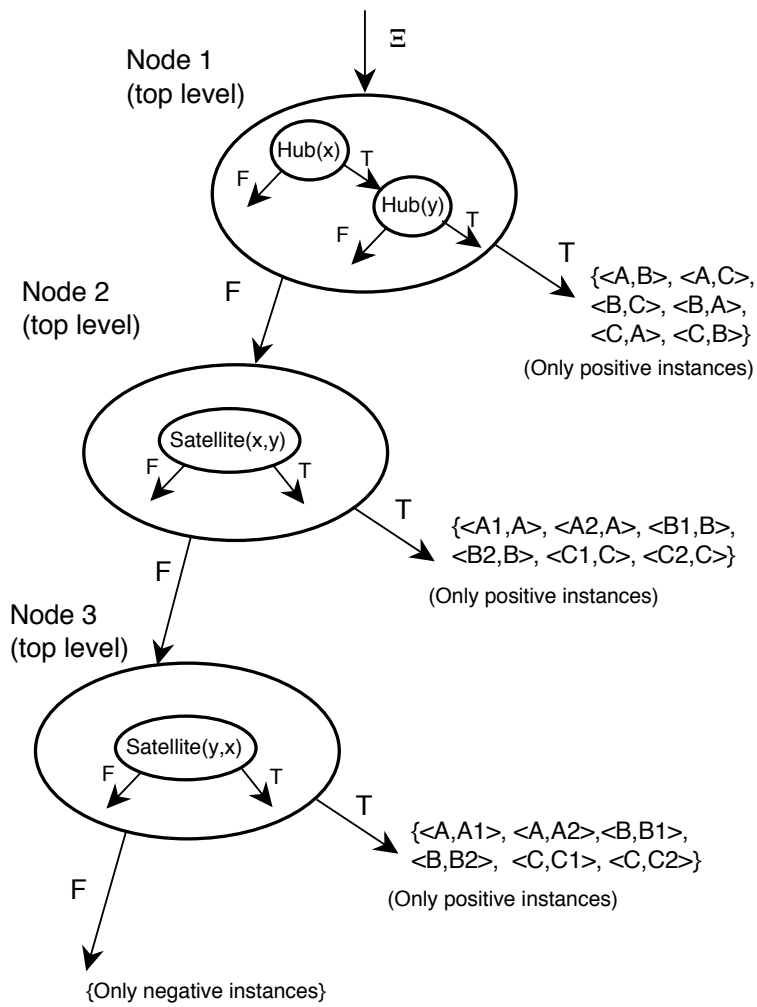 Ξ
Node 1
(top level)
Hub(x)
F
T
Hub(y)
F
T
T
{<A,B>, <A,C>,
<B,C>, <B,A>,
<C,A>, <C,B>}
(Only positive instances)
F
Node 2
(top level)
Satellite(x,y)
F
T
T
{<A1,A>, <A2,A>, <B1,B>,
<B2,B>, <C1,C>, <C2,C>}
(Only positive instances)
F
Node 3
(top level)
Satellite(y,x)
F
T
T
{<A,A1>, <A,A2>,<B,B1>,
<B,B2>, <C,C1>, <C,C2>}
(Only positive instances)
F
{Only negative instances}